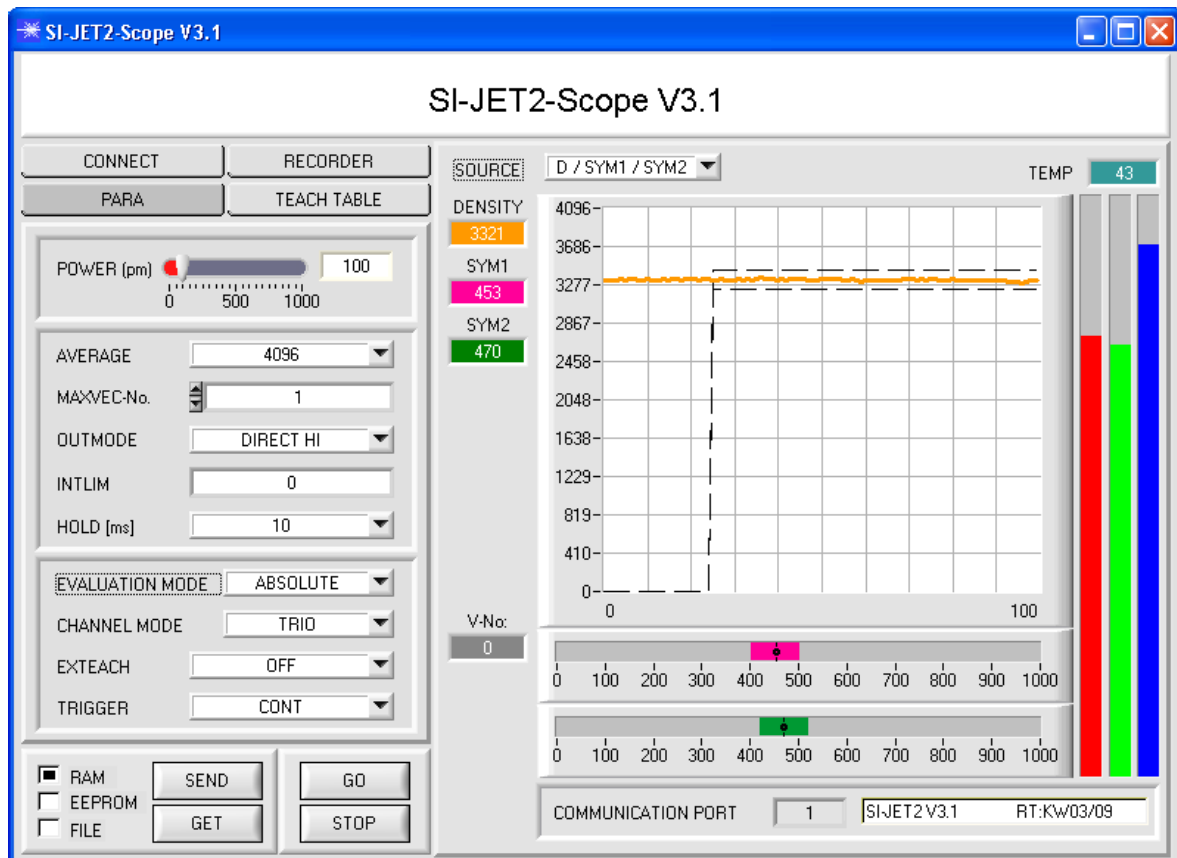 SI-JET2-Scope V3.1
SI-JET2-Scope V3.1
CONNECT RECORDER
PARA TEACH TABLE
POWER (pm) 100
0 500 1000
AVERAGE 4096
MAXVEC-No. 1
OUTMODE DIRECT HI
INTLIM 0
HOLD [ms] 10
EVALUATION MODE ABSOLUTE
CHANNEL MODE TRIO
EXTEACH OFF
TRIGGER CONT
RAM
EEPROM
FILE
SEND
GET
GO
STOP
SOURCE D / SYM1 / SYM2
TEMP 43
DENSITY
3321
SYM1
453
SYM2
470
V-No:
0
4096
3686
3277
2867
2458
2048
1638
1229
819
410
0
0 100
0 100 200 300 400 500 600 700 800 900 1000
0 100 200 300 400 500 600 700 800 900 1000
COMMUNICATION PORT 1 SI-JET2 V3.1 RT:KW03/09